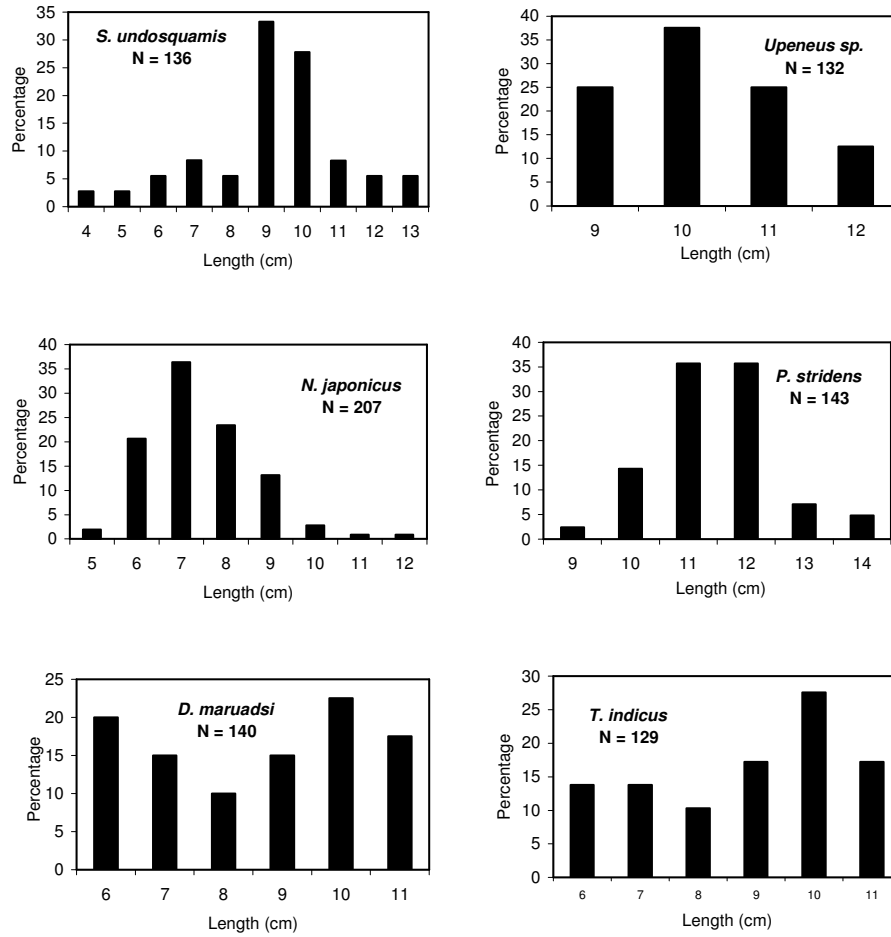 S. undosquamis
N = 136
Percentage
35
30
25
20
15
10
5
0
4 5 6 7 8 9 10 11 12 13
Length (cm)
Upeneus sp.
N = 132
Percentage
40
35
30
25
20
15
10
5
0
9 10 11 12
Length (cm)
N. japonicus
N = 207
Percentage
40
35
30
25
20
15
10
5
0
5 6 7 8 9 10 11 12
Length (cm)
P. stridens
N = 143
Percentage
40
35
30
25
20
15
10
5
0
9 10 11 12 13 14
Length (cm)
D. maruadsi
N = 140
Percentage
25
20
15
10
5
0
6 7 8 9 10 11
Length (cm)
T. indicus
N = 129
Percentage
30
25
20
15
10
5
0
6 7 8 9 10 11
Length (cm)